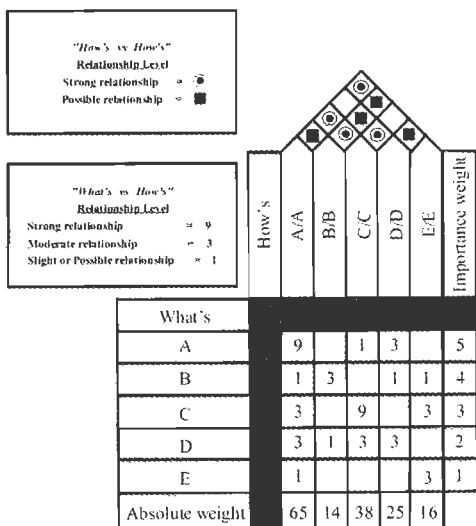 "How's vs How's"
Relationship Level
Strong relationship =
Possible relationship =
"What's vs How's"
Relationship Level
Strong relationship = 9
Moderate relationship = 3
Slight or Possible relationship = 1
How's A/A B/B C/C D/D E/E Importance weight
What's
A 9 1 3 5
B 1 3 1 1 4
C 3 9 3 3
D 3 1 3 3 2
E 1 3 1
Absolute weight 65 14 38 25 16